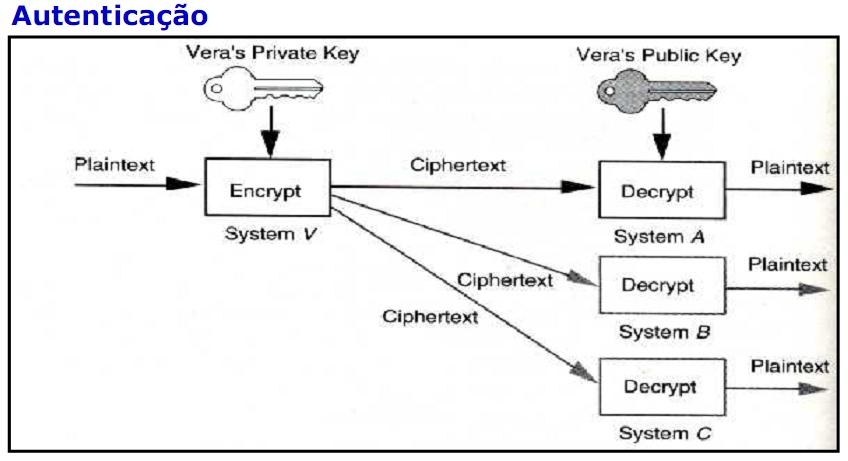 Autenticação
Vera's Private Key
Vera's Public Key
Plaintext
Ciphertext
Plaintext
Encrypt
Decrypt
System V
System A
Plaintext
Ciphertext
Decrypt
Ciphertext
System B
Plaintext
Decrypt
System C